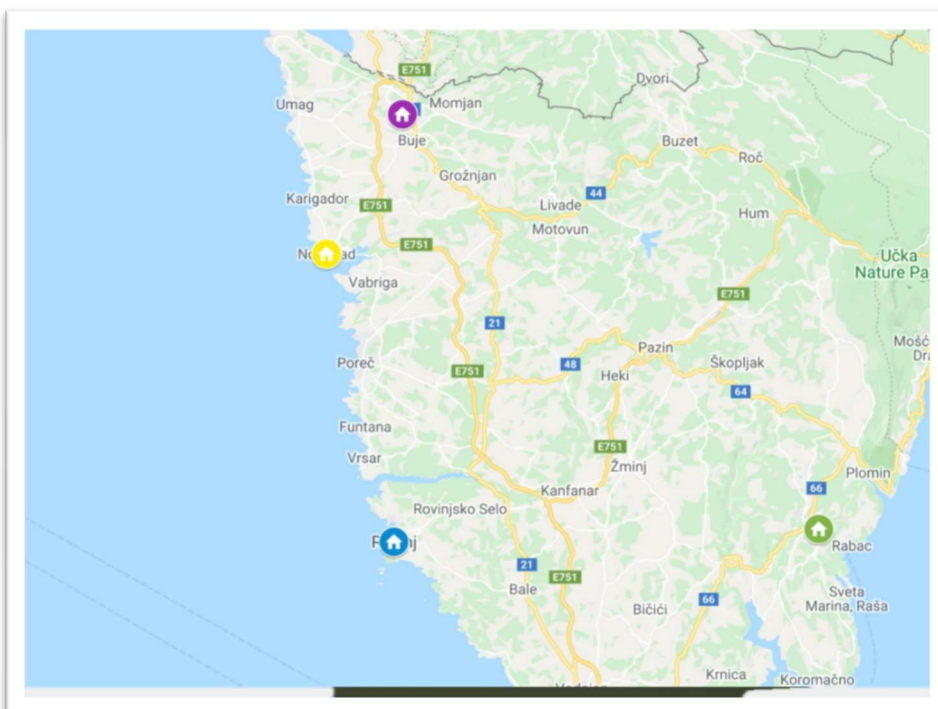 E751
Dvori
Umag
Momjan
Buje
Buzet
Roč
Grožnjan
Karigador
E751
44
Livade
Hum
Motovun
E751
Učka
Nature Pa
Vabriga
E751
21
Mošć
Dra
Pazin
Poreč
48
Škopljak
E751
Heki
64
Funtana
E751
Vrsar
Žminj
Plomin
Kanfanar
66
Rovinjsko Selo
Rabac
21
Bale
E751
Sveta
Marina, Raša
66
Bičići
Krnica
Koromačno